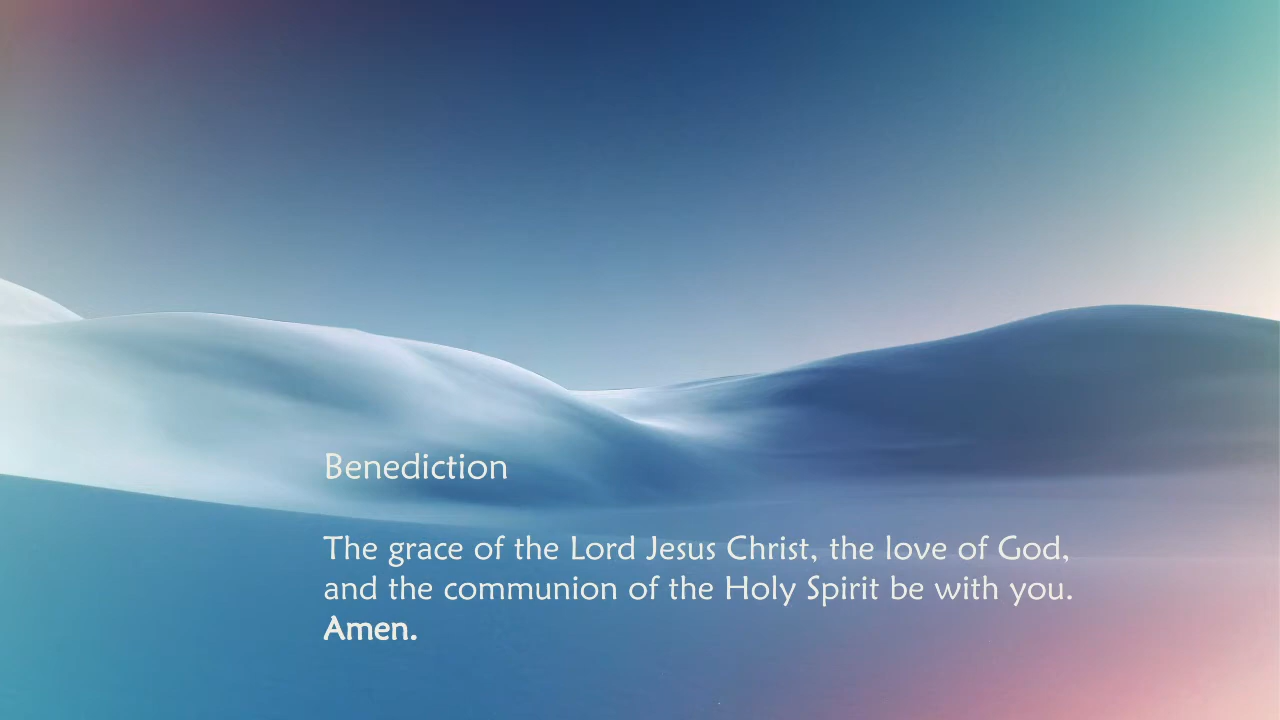 Benediction
The grace of the Lord Jesus Christ, the love of God,
and the communion of the Holy Spirit be with you.
Amen.